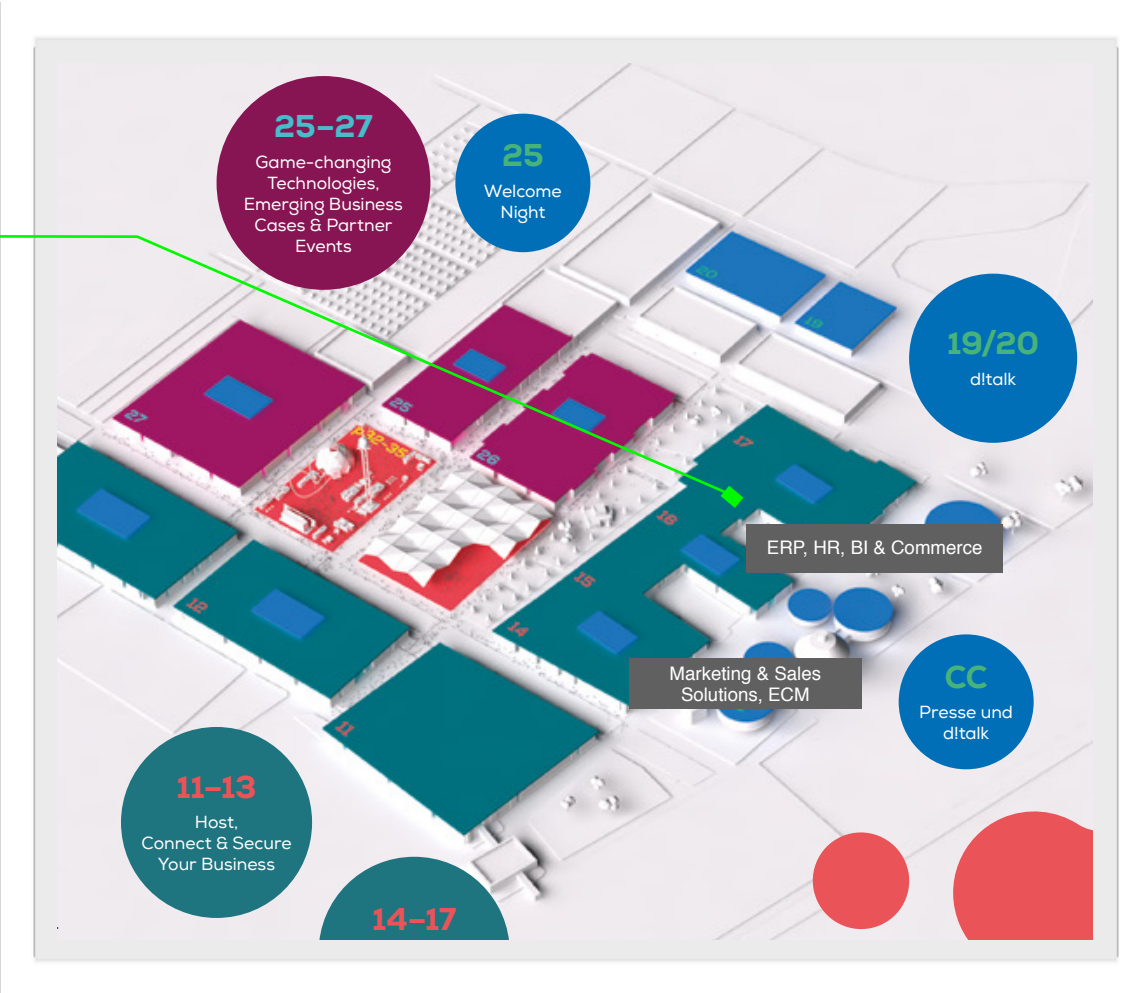 25–27
Game-changing
Technologies,
Emerging Business
Cases & Partner
Events
25
Welcome
Night
20
19
19/20
d!talk
27
25
P32–35
26
17
16
15
14
12
11
ERP, HR, BI & Commerce
Marketing & Sales
Solutions, ECM
CC
Presse und
d!talk
11–13
Host,
Connect & Secure
Your Business
14–17